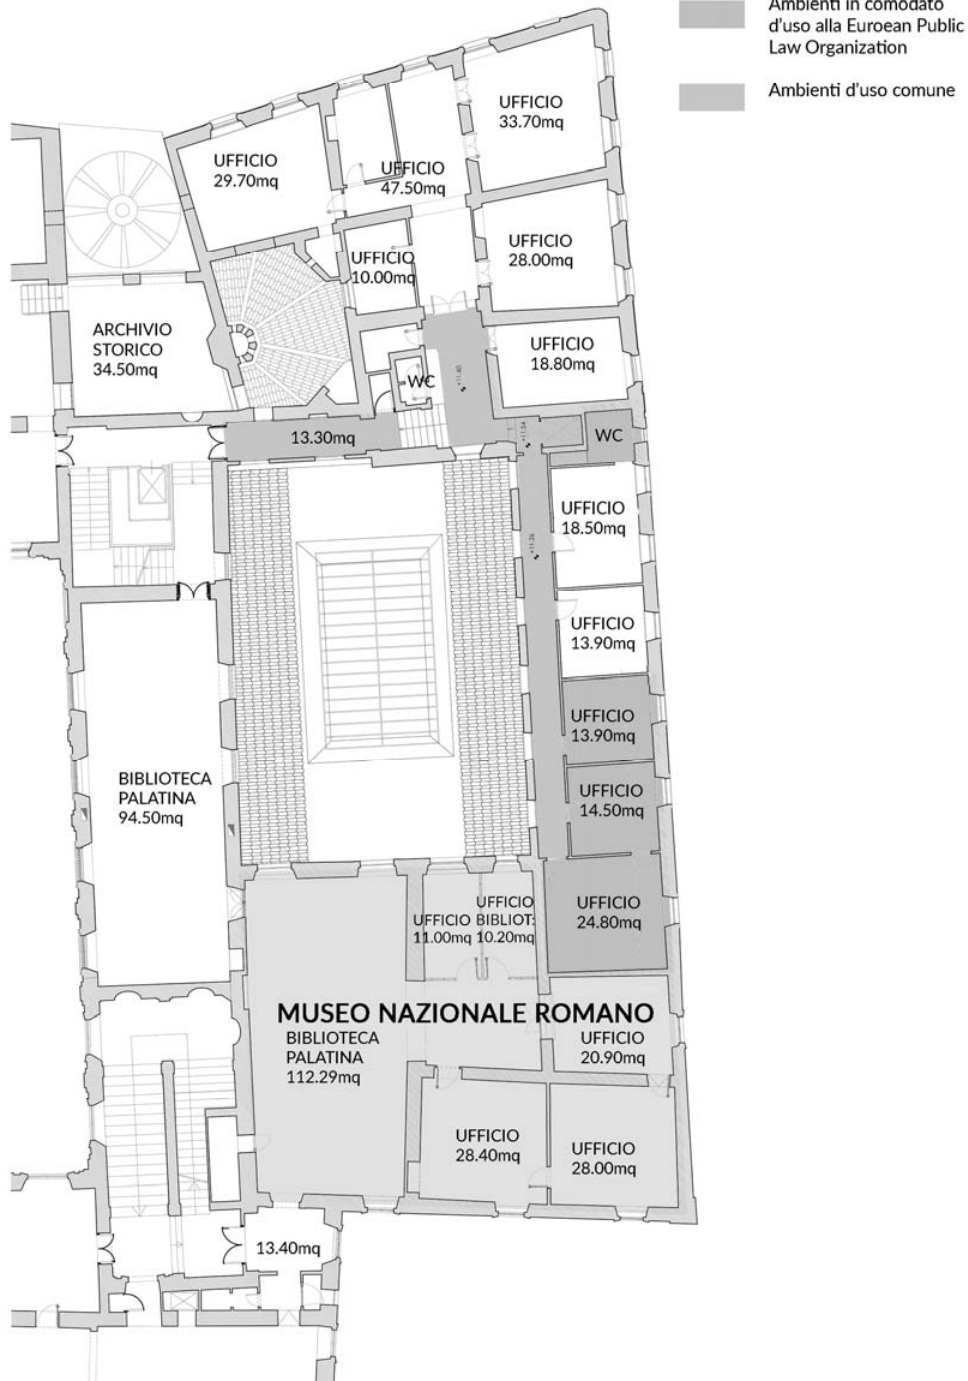 Ambienti in comodato
d'uso alla Euroean Public
Law Organization
Ambienti d'uso comune
UFFICIO
33.70mq
UFFICIO
29.70mq
UFFICIO
47.50mq
UFFICIO
28.00mq
UFFICIO
10.00mq
ARCHIVIO
STORICO
34.50mq
UFFICIO
18.80mq
WC
13.30mq
WC
UFFICIO
18.50mq
UFFICIO
13.90mq
UFFICIO
13.90mq
UFFICIO
14.50mq
BIBLIOTECA
PALATINA
94.50mq
UFFICIO
24.80mq
UFFICIO
11.00mq
UFFICIO
BIBLIOT:
10.20mq
MUSEO NAZIONALE ROMANO
BIBLIOTECA
PALATINA
112.29mq
UFFICIO
20.90mq
UFFICIO
28.40mq
UFFICIO
28.00mq
13.40mq